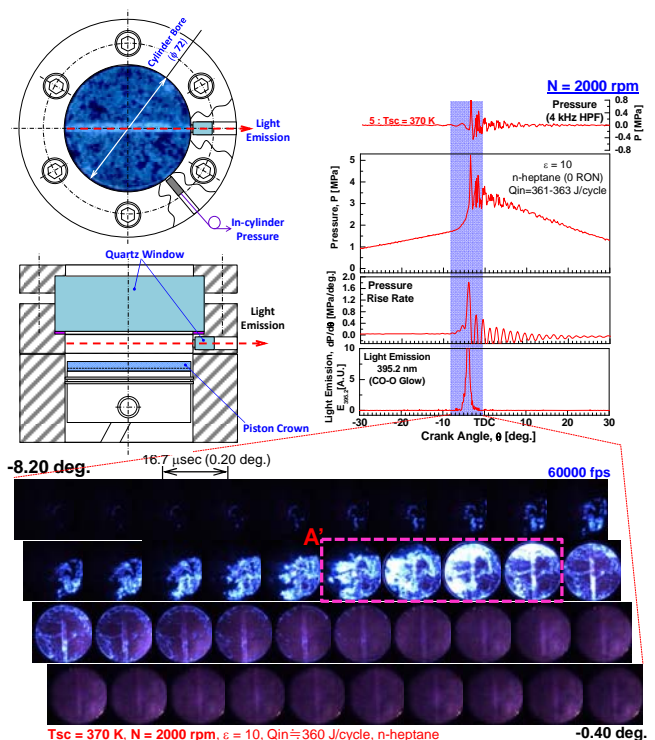 Cylinder Bore
(ϕ 72)
Light
Emission
In-cylinder
Pressure
Quartz Window
Light
Emission
Piston Crown
N = 2000 rpm
5 : Tsc = 370 K
Pressure
(4 kHz HPF)
0.8
0.4
0.0
-0.4
-0.8
P [MPa]
ε = 10
n-heptane (0 RON)
Qin=361-363 J/cycle
5
4
3
2
1
0
Pressure, P [MPa]
Pressure
Rise Rate
2.0
1.6
1.2
0.8
0.4
0.0
dP/dθ [MPa/deg.]
Light Emission
395.2 nm
(CO-O Glow)
10
5
0
Light Emission,
E395.2[A.U.]
-30 -20 -10 TDC 10 20 30
Crank Angle, θ [deg.]
-8.20 deg.
16.7 μsec (0.20 deg.)
60000 fps
A'
Tsc = 370 K, N = 2000 rpm, ε = 10, Qin≒360 J/cycle, n-heptane
-0.40 deg.